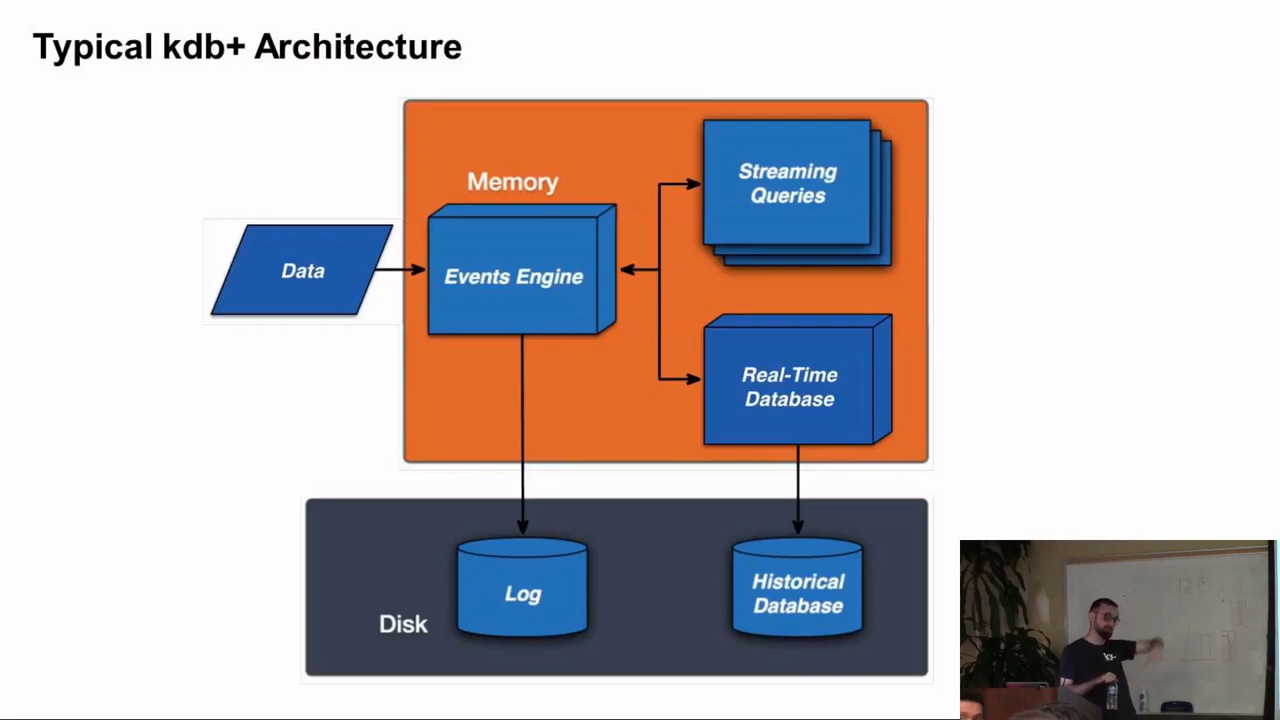 Typical kdb+ Architecture
Memory
Streaming
Queries
Data
Events Engine
Real-Time
Database
Log
Historical
Database
Disk